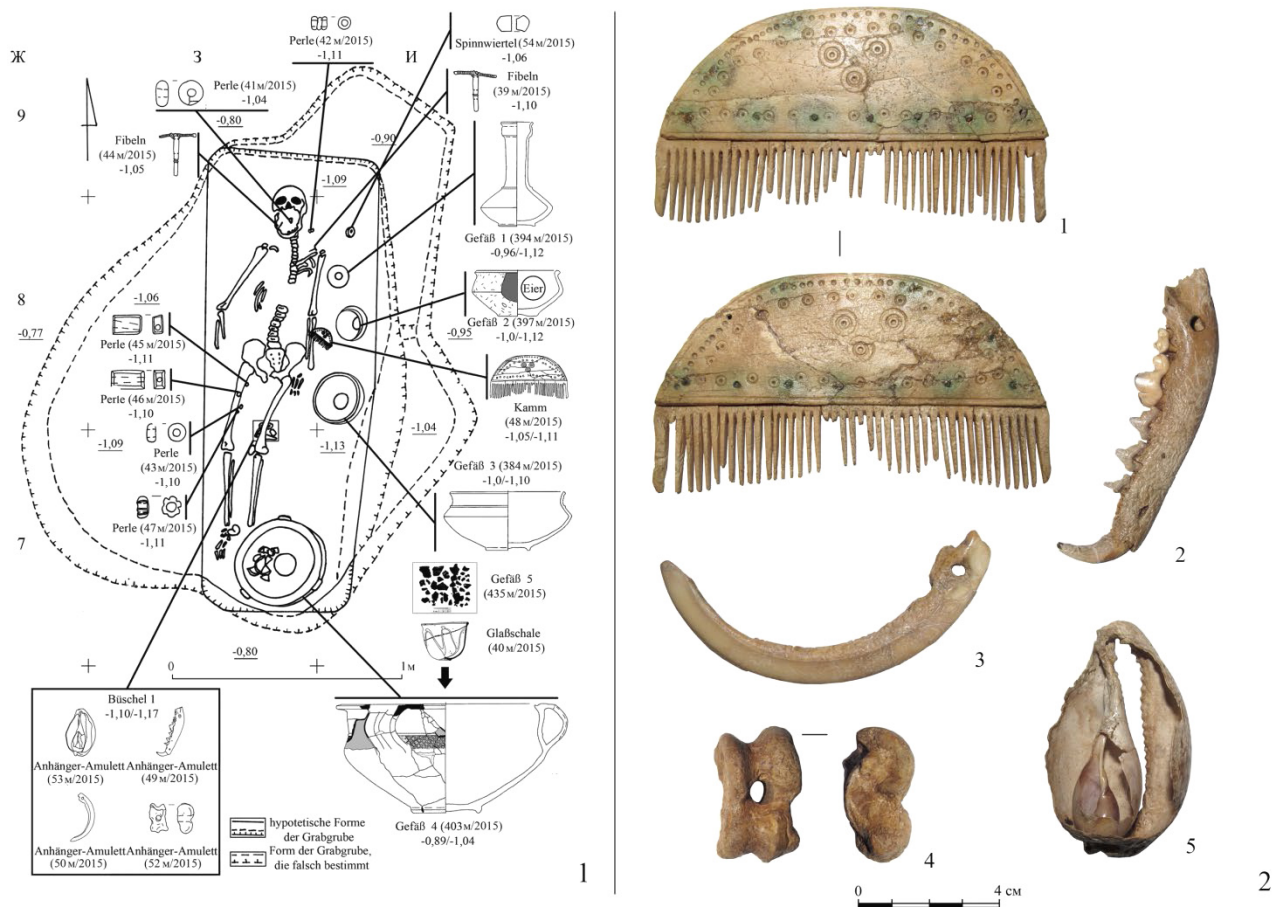 Ж
З
И
9
8
7
Perle (42 м/2015)
-1,11
Spinnwirtel (54 м/2015)
-1,06
Perle (41 м/2015)
-1,04
-0,80
Fibeln
(39 м/2015)
-1,10
Fibeln
(44 м/2015)
-1,05
-0,90
-1,09
Gefäß 1 (394 м/2015)
-0,96/-1,12
-1,06
-0,77
Eier
Gefäß 2 (397 м/2015)
-1,0/-1,12
-0,95
Perle (45 м/2015)
-1,11
Perle (46 м/2015)
-1,10
Kamm
(48 м/2015)
-1,05/-1,11
-1,09
-1,13
-1,04
Perle
(43 м/2015)
-1,10
Gefäß 3 (384 м/2015)
-1,0/-1,10
Perle (47 м/2015)
-1,11
Gefäß 5
(435 м/2015)
Glaßschale
(40 м/2015)
-0,80
0
1 м
Büschel 1
-1,10/-1,17
Anhänger-Amulett
(53 м/2015)
Anhänger-Amulett
(49 м/2015)
Anhänger-Amulett
(50 м/2015)
Anhänger-Amulett
(52 м/2015)
hypotetische Forme
der Grabgrube
Form der Grabgrube,
die falsch bestimmt
Gefäß 4 (403 м/2015)
-0,89/-1,04
1
1
2
3
4
5
0
4 см
2